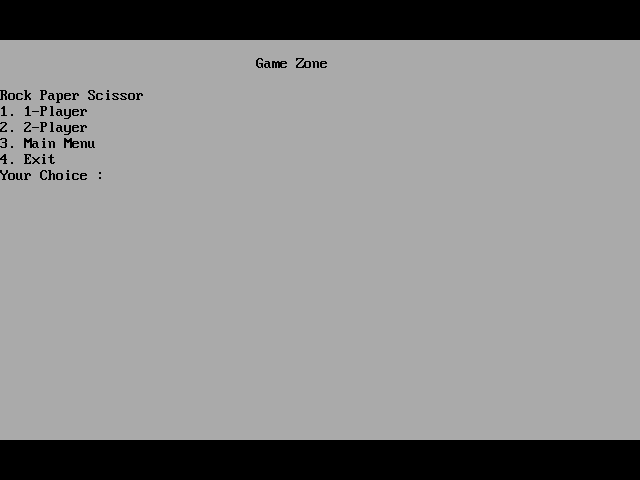 Game Zone
Rock Paper Scissor
1. 1-Player
2. 2-Player
3. Main Menu
4. Exit
Your Choice :